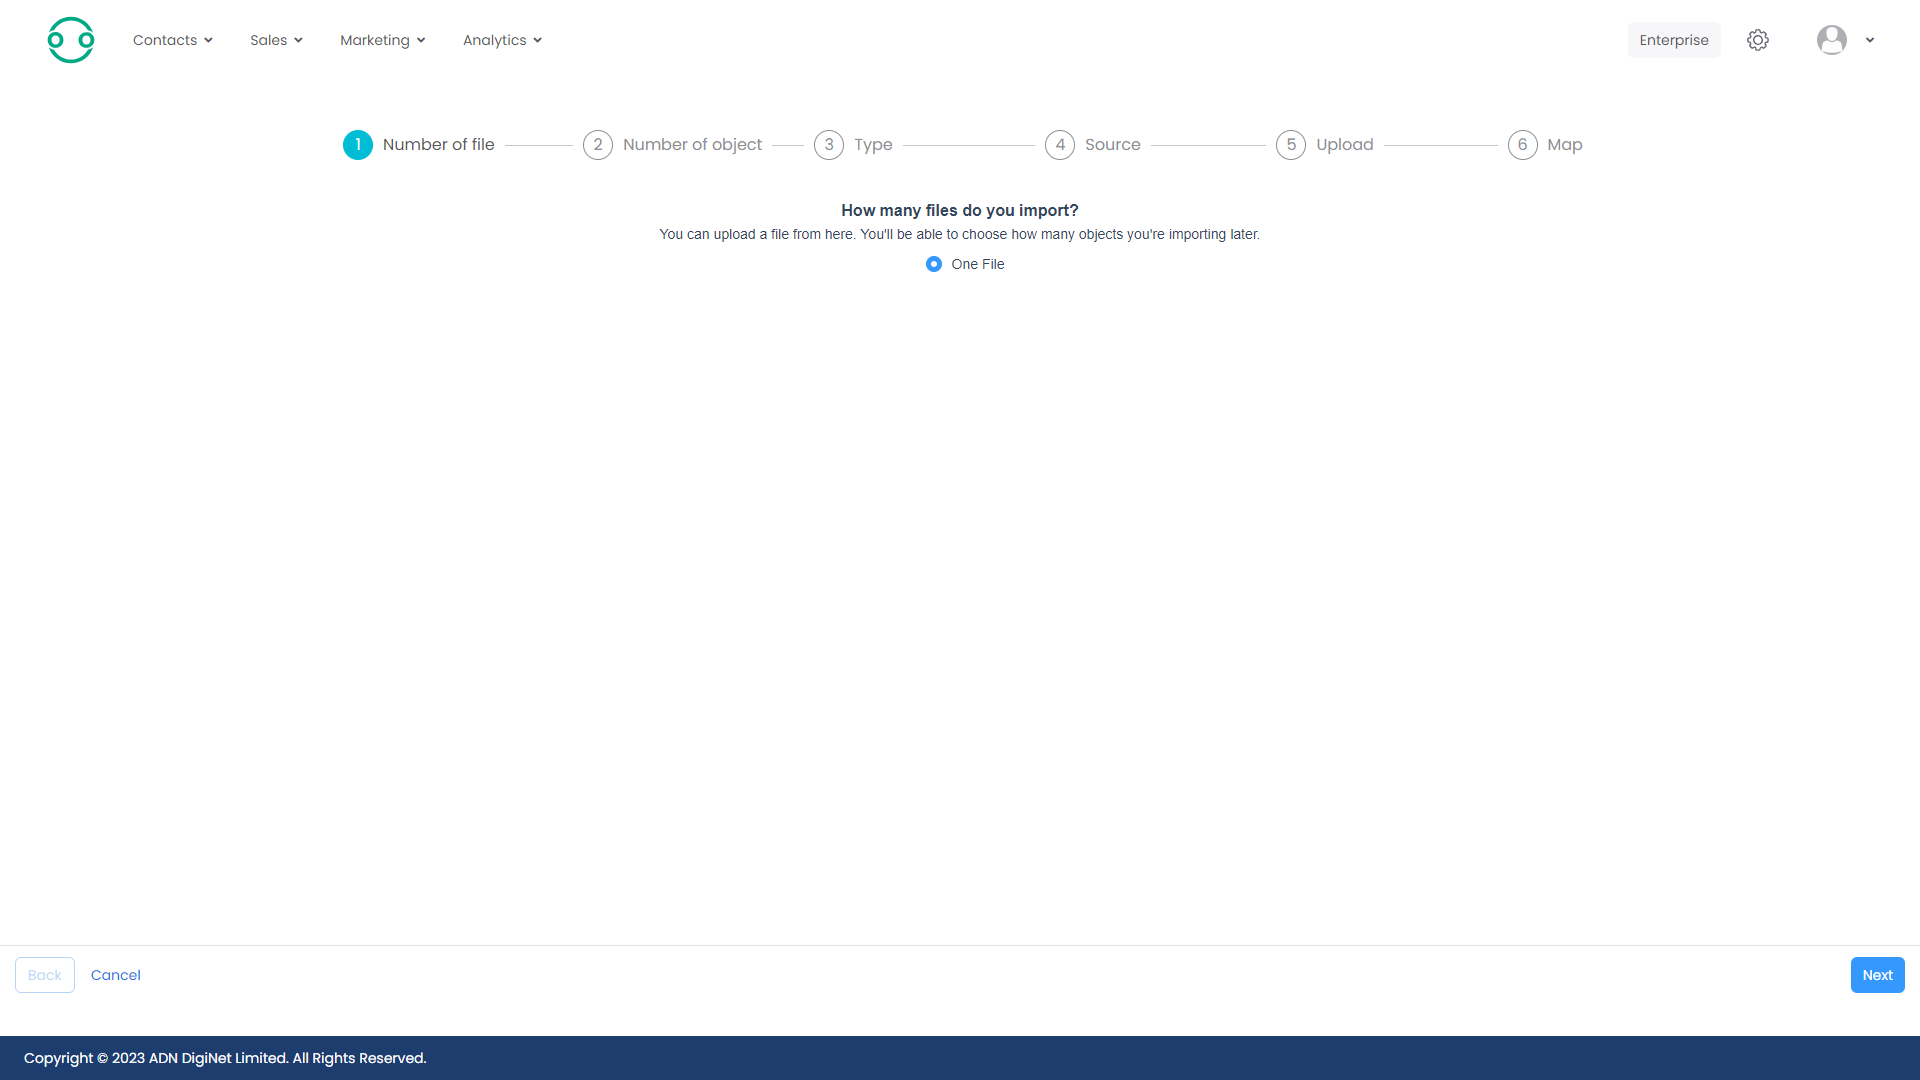 Contacts Sales Marketing Analytics Enterprise
1 Number of file 2 Number of object 3 Type 4 Source 5 Upload 6 Map
How many files do you import?
You can upload a file from here. You'll be able to choose how many objects you're importing later.
One File
Back Cancel Next
Copyright © 2023 ADN DigiNet Limited. All Rights Reserved.